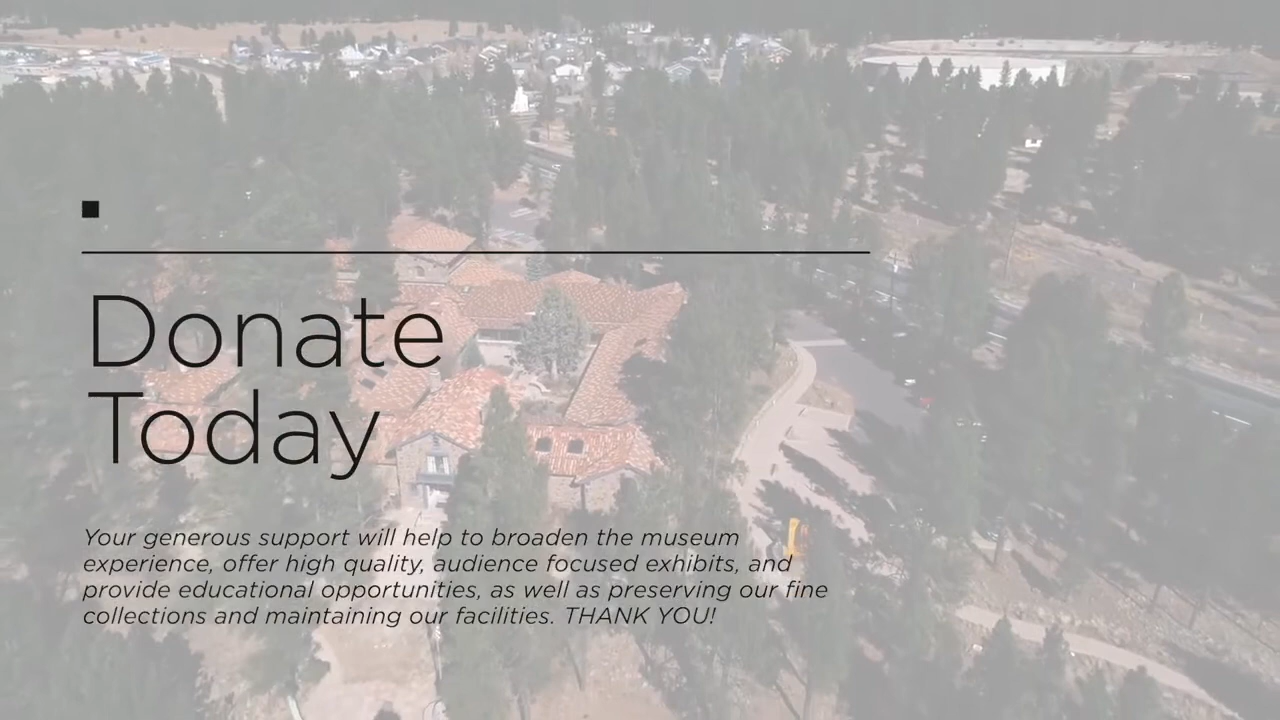 Donate
Today
Your generous support will help to broaden the museum
experience, offer high quality, audience focused exhibits, and
provide educational opportunities, as well as preserving our fine
collections and maintaining our facilities. THANK YOU!